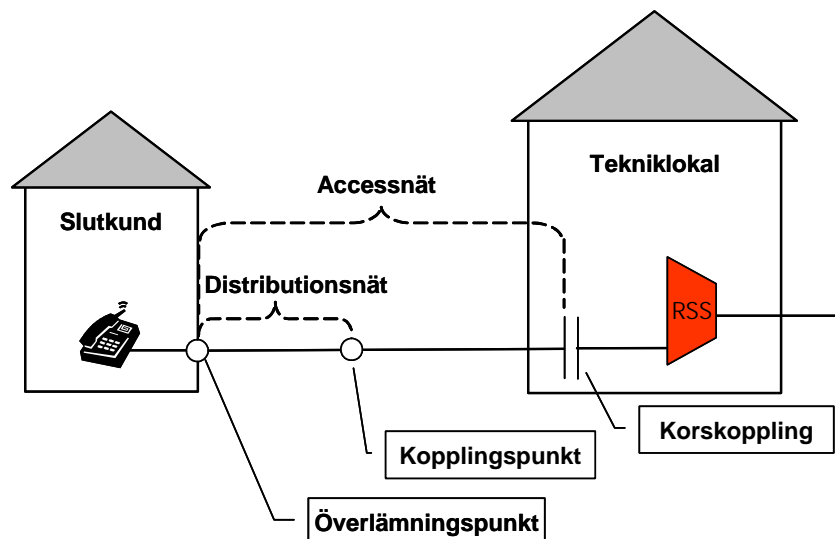 Tekniklokal
Accessnät
Slutkund
Distributionsnät
RSS
Korskoppling
Kopplingspunkt
Överlämningspunkt